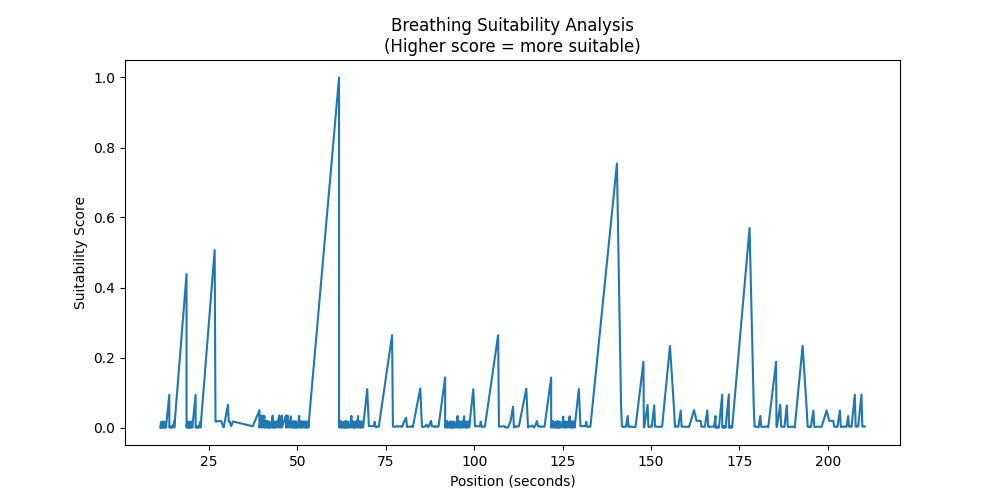 Breathing Suitability Analysis
(Higher score = more suitable)
Suitability Score
1.0
0.8
0.6
0.4
0.2
0.0
25 50 75 100 125 150 175 200
Position (seconds)